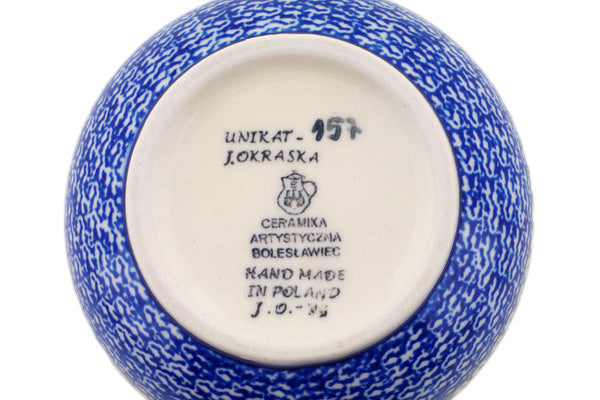 UNIKAT - 157
J.OKRASKA
CERAMIKA
ARTYSTYCZNA
BOLESŁAWIEC
HAND MADE
IN POLAND
J.O.-